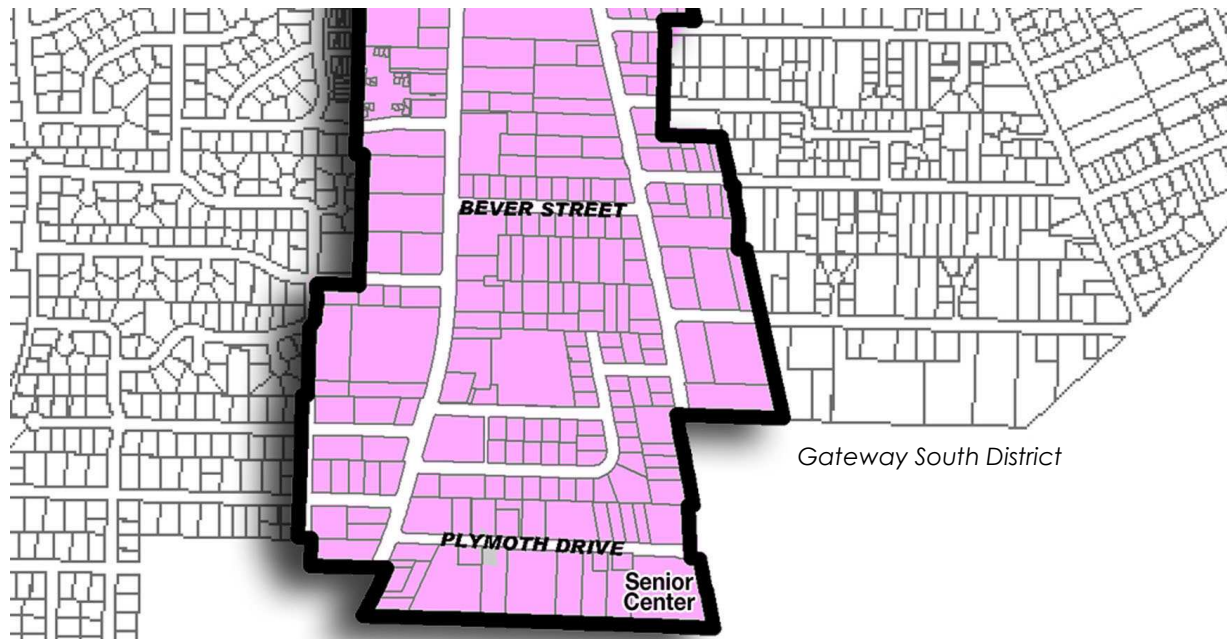 BEVER STREET
Gateway South District
PLYMOTH DRIVE
Senior
Center